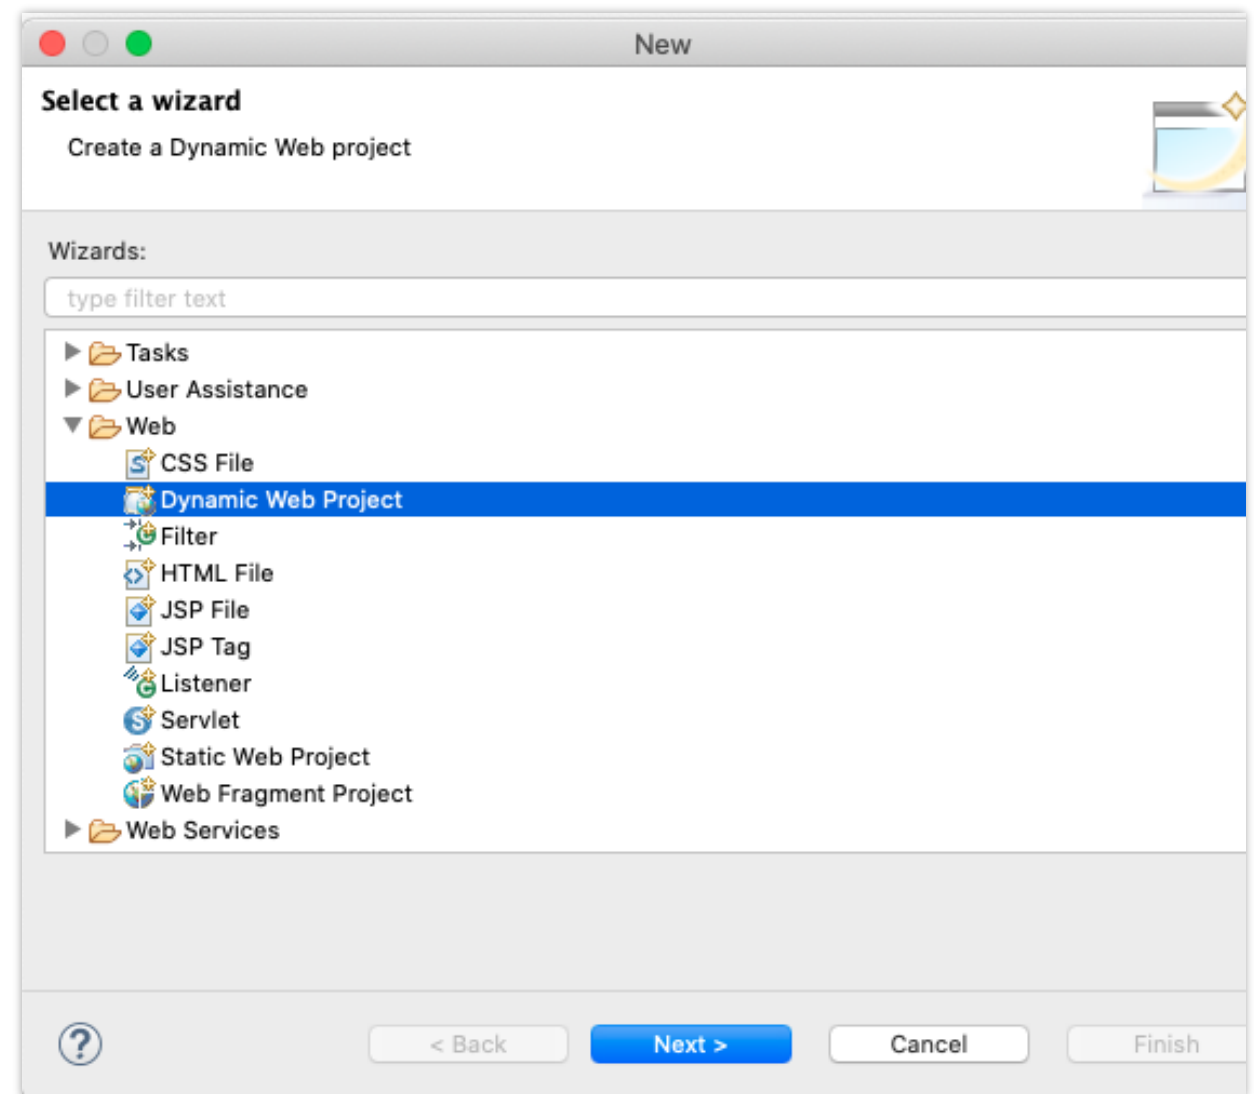 New
Select a wizard
Create a Dynamic Web project
Wizards:
type filter text
Tasks
User Assistance
Web
CSS File
Dynamic Web Project
Filter
HTML File
JSP File
JSP Tag
Listener
Servlet
Static Web Project
Web Fragment Project
Web Services
? < Back Next > Cancel Finish